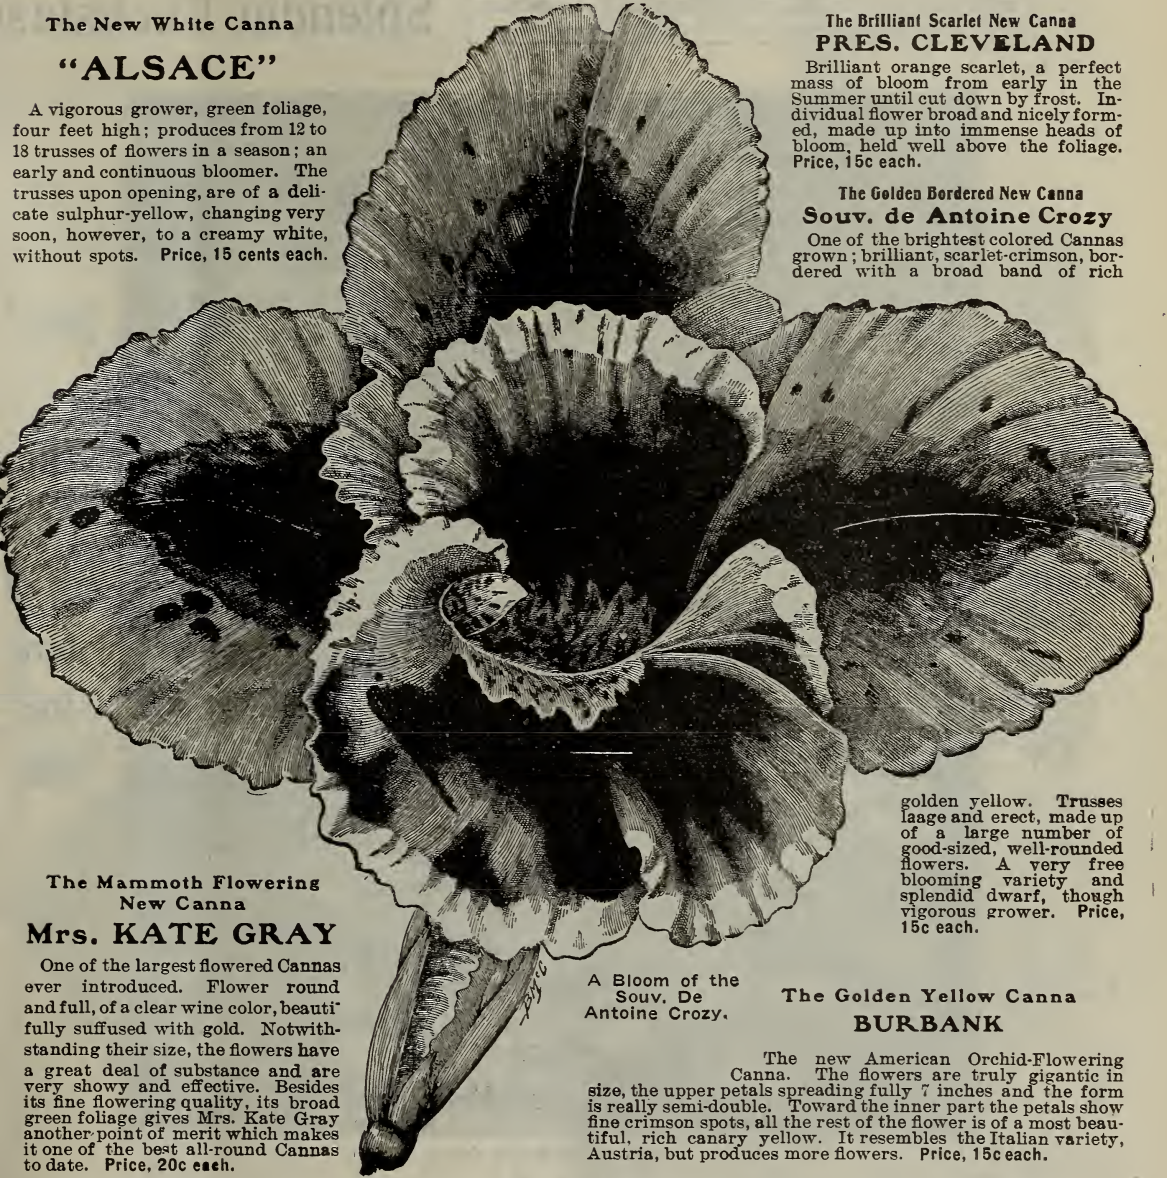 The New White Canna
"ALSACE"
A vigorous grower, green foliage,
four feet high; produces from 12 to
18 trusses of flowers in a season; an
early and continuous bloomer. The
trusses upon opening, are of a deli-
cate sulphur-yellow, changing very
soon, however, to a creamy white,
without spots. Price, 15 cents each.
The Brilliant Scarlet New Canna
PRES. CLEVELAND
Brilliant orange scarlet, a perfect
mass of bloom from early in the
Summer until cut down by frost. In-
dividual flower broad and nicely form-
ed, made up into immense heads of
bloom, held well above the foliage.
Price, 15c each.
The Golden Bordered New Canna
Souv. de Antoine Crozy
One of the brightest colored Cannas
grown; brilliant, scarlet-crimson, bor-
dered with a broad band of rich
golden yellow. Trusses
laage and erect, made up
of a large number of
good-sized, well-rounded
flowers. A very free
blooming variety and
splendid dwarf, though
vigorous grower. Price,
15c each.
The Mammoth Flowering
New Canna
Mrs. KATE GRAY
One of the largest flowered Cannas
ever introduced. Flower round
and full, of a clear wine color, beauti-
fully suffused with gold. Notwith-
standing their size, the flowers have
a great deal of substance and are
very showy and effective. Besides
its fine flowering quality, its broad
green foliage gives Mrs. Kate Gray
another point of merit which makes
it one of the best all-round Cannas
to date. Price, 20c each.
A Bloom of the
Souv. De
Antoine Crozy.
The Golden Yellow Canna
BURBANK
The new American Orchid-Flowering
Canna. The flowers are truly gigantic in
size, the upper petals spreading fully 7 inches and the form
is really semi-double. Toward the inner part the petals show
fine crimson spots, all the rest of the flower is of a most beau-
tiful, rich canary yellow. It resembles the Italian variety,
Austria, but produces more flowers. Price, 15c each.